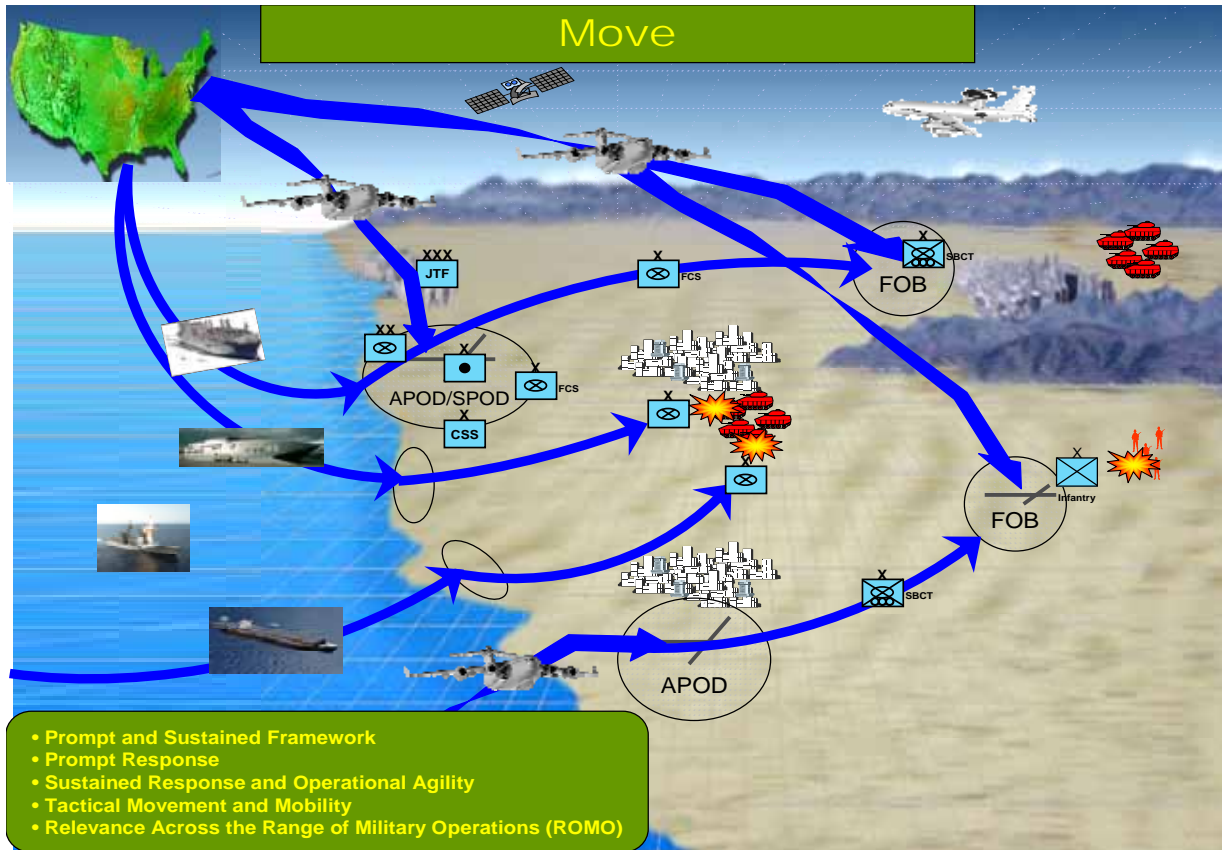 Move
XXX
JTF
X
SBCT
FOB
X
FCS
XX
X
APOD/SPOD
X
FCS
X
CSS
X
X
X
Infantry
FOB
X
SBCT
APOD
• Prompt and Sustained Framework
• Prompt Response
• Sustained Response and Operational Agility
• Tactical Movement and Mobility
• Relevance Across the Range of Military Operations (ROMO)